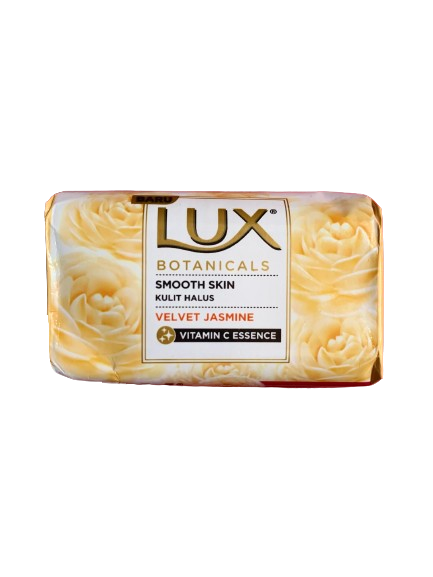 BARU
LUX®
BOTANICALS
SMOOTH SKIN
KULIT HALUS
VELVET JASMINE
VITAMIN C ESSENCE